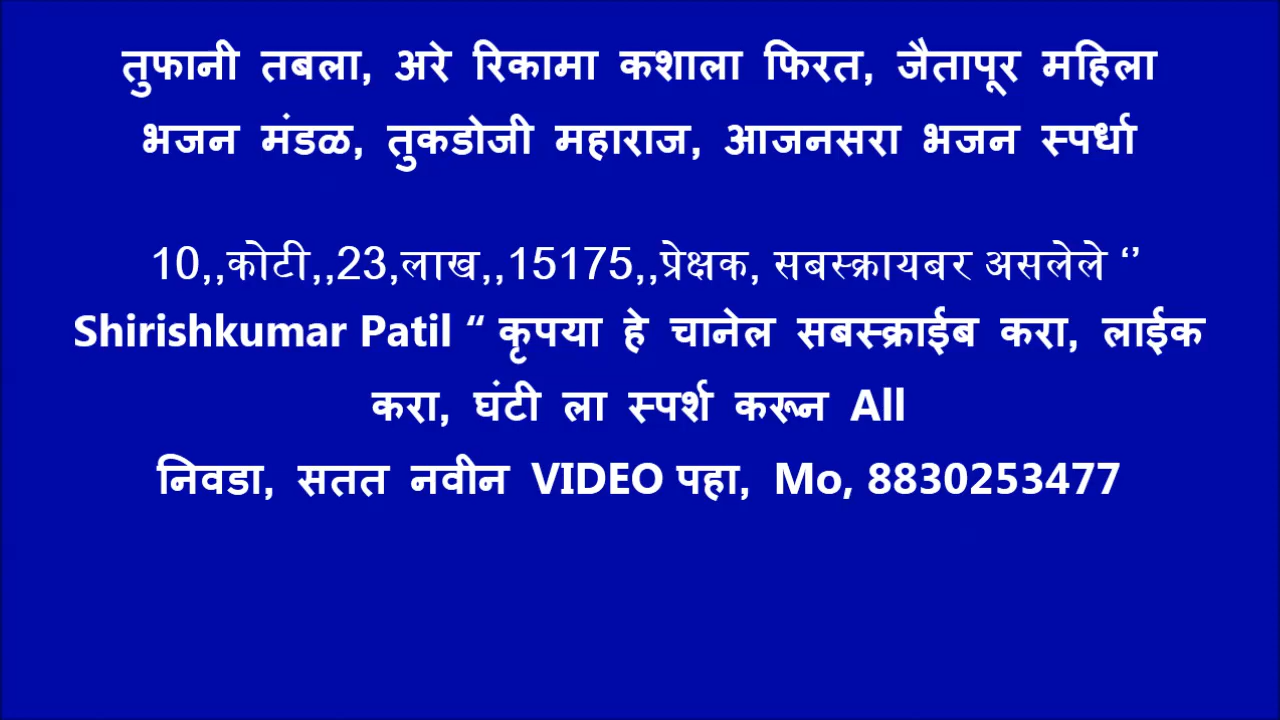 तुफानी तबला, अरे रिकामा कशाला फिरत, जैतापूर महिला
भजन मंडळ, तुकडोजी महाराज, आजनसरा भजन स्पर्धा
10,,कोटी,,23,लाख,,15175,,प्रेक्षक, सबस्क्रायबर असलेले ‘’
Shirishkumar Patil “ कृपया हे चानेल सबस्क्राईब करा, लाईक
करा, घंटी ला स्पर्श करून All
निवडा, सतत नवीन VIDEO पहा, Mo, 8830253477